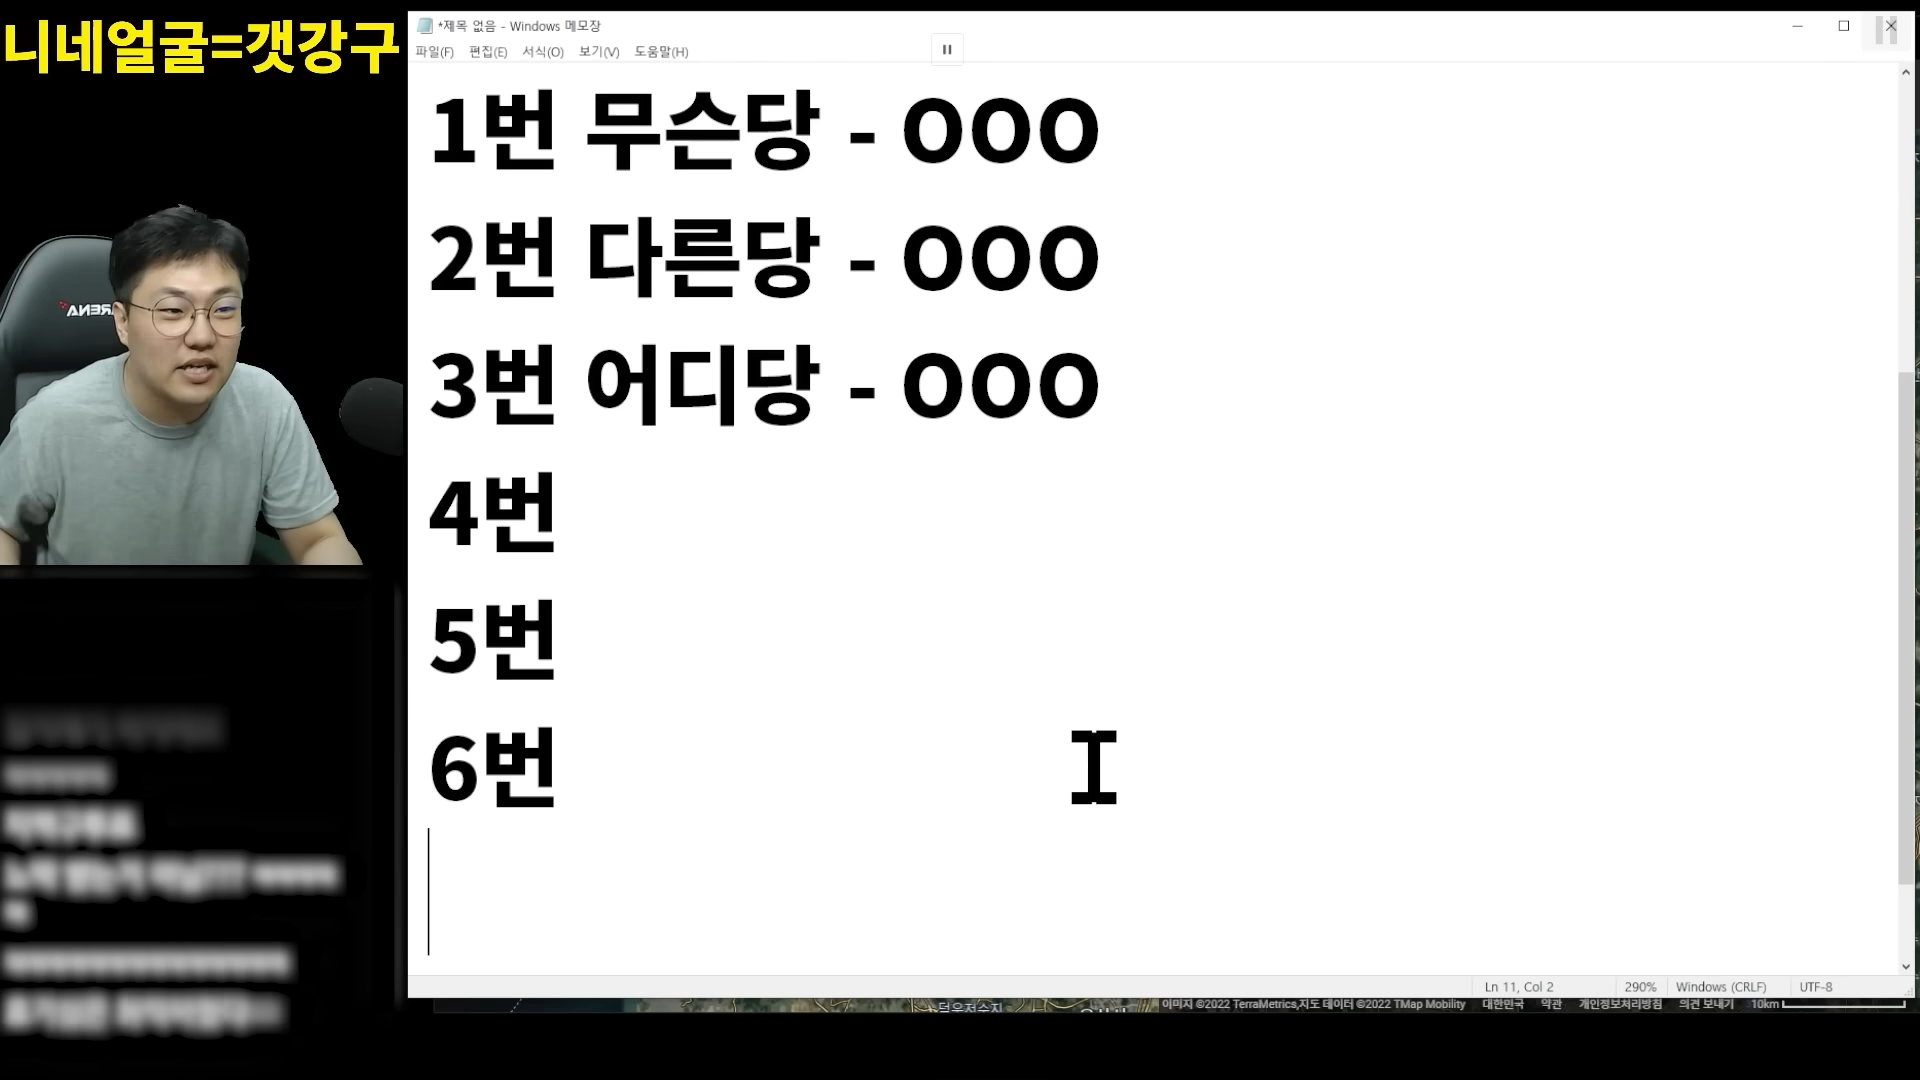 니네얼굴=갯강구
*제목 없음 - Windows 메모장
파일(F) 편집(E) 서식(O) 보기(V) 도움말(H)
1번 무슨당 - OOO
2번 다른당 - OOO
3번 어디당 - OOO
4번
5번
6번
Ln 11, Col 2 290% Windows (CRLF) UTF-8
이미지 ©2022 TerraMetrics,지도 데이터 ©2022 TMap Mobility 대한민국 약관 개인정보처리방침 의견 보내기 10km